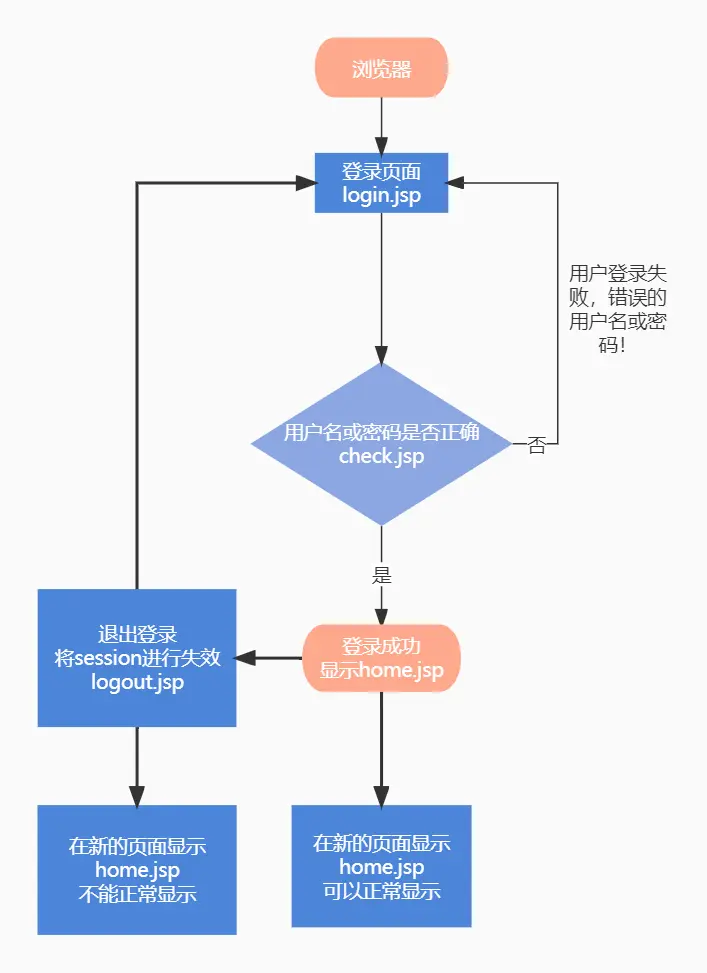 浏览器
登录页面
login.jsp
用户登录失
败，错误的
用户名或密
码！
用户名或密码是否正确
check.jsp
否
是
退出登录
将session进行失效
logout.jsp
登录成功
显示home.jsp
在新的页面显示
home.jsp
不能正常显示
在新的页面显示
home.jsp
可以正常显示